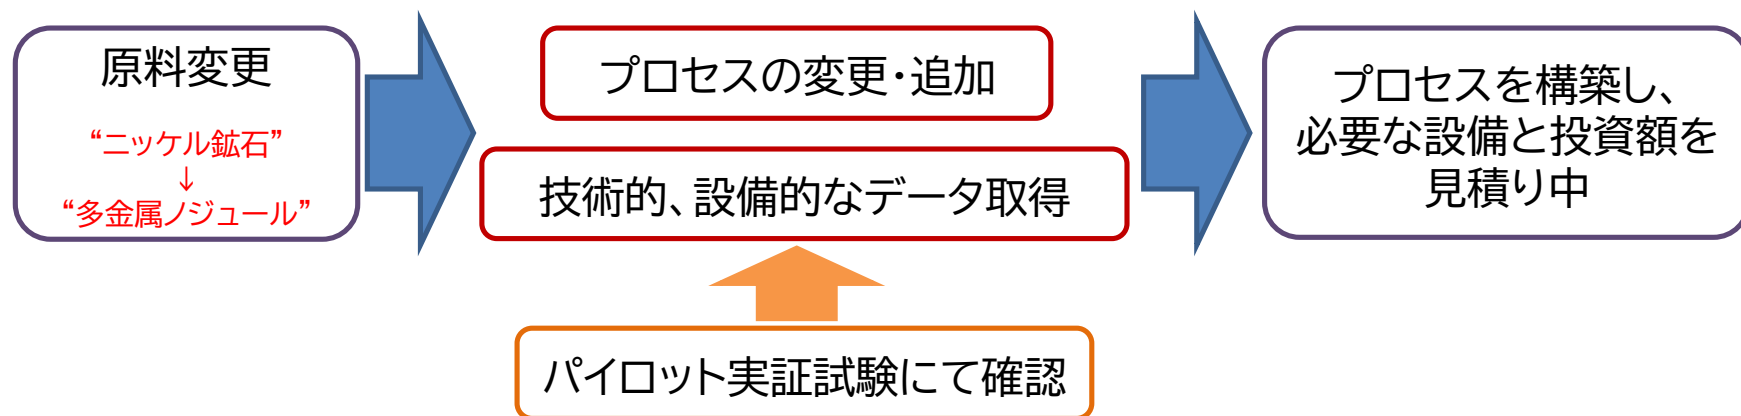 原料変更
“ニッケル鉱石”
↓
“多金属ノジュール”
プロセスの変更・追加
技術的、設備的なデータ取得
パイロット実証試験にて確認
プロセスを構築し、
必要な設備と投資額を
見積り中